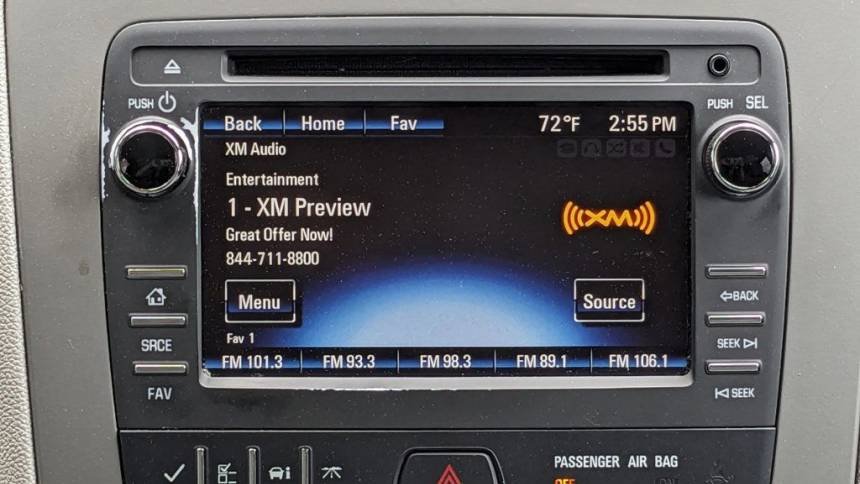 PUSH
PUSH SEL
Back Home Fav 72°F 2:55 PM
XM Audio
Entertainment
1 - XM Preview
Great Offer Now!
844-711-8800
((XM))
Menu Source
Fav 1
FM 101.3 FM 93.3 FM 98.3 FM 89.1 FM 106.1
SRCE
FAV
BACK
SEEK
SEEK
PASSENGER AIR BAG
OFF